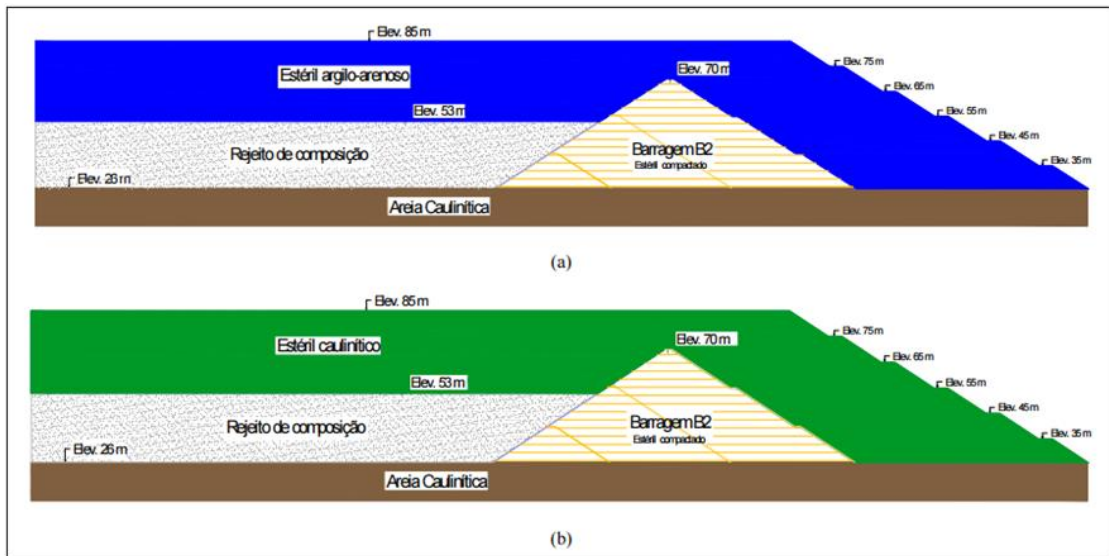 Elev. 85 m
Elev. 75 m
Estéril argilo-arenoso
Elev. 70 m
Elev. 65 m
Elev. 53 m
Elev. 55 m
Rejeito de composição
Barragem B2
Estéril compactado
Elev. 45 m
Elev. 35 m
Elev. 26 m
Areia Caulinítica
(a)
Elev. 85 m
Elev. 75 m
Estéril caulinítico
Elev. 70 m
Elev. 65 m
Elev. 53 m
Elev. 55 m
Rejeito de composição
Barragem B2
Estéril compactado
Elev. 45 m
Elev. 35 m
Elev. 26 m
Areia Caulinítica
(b)